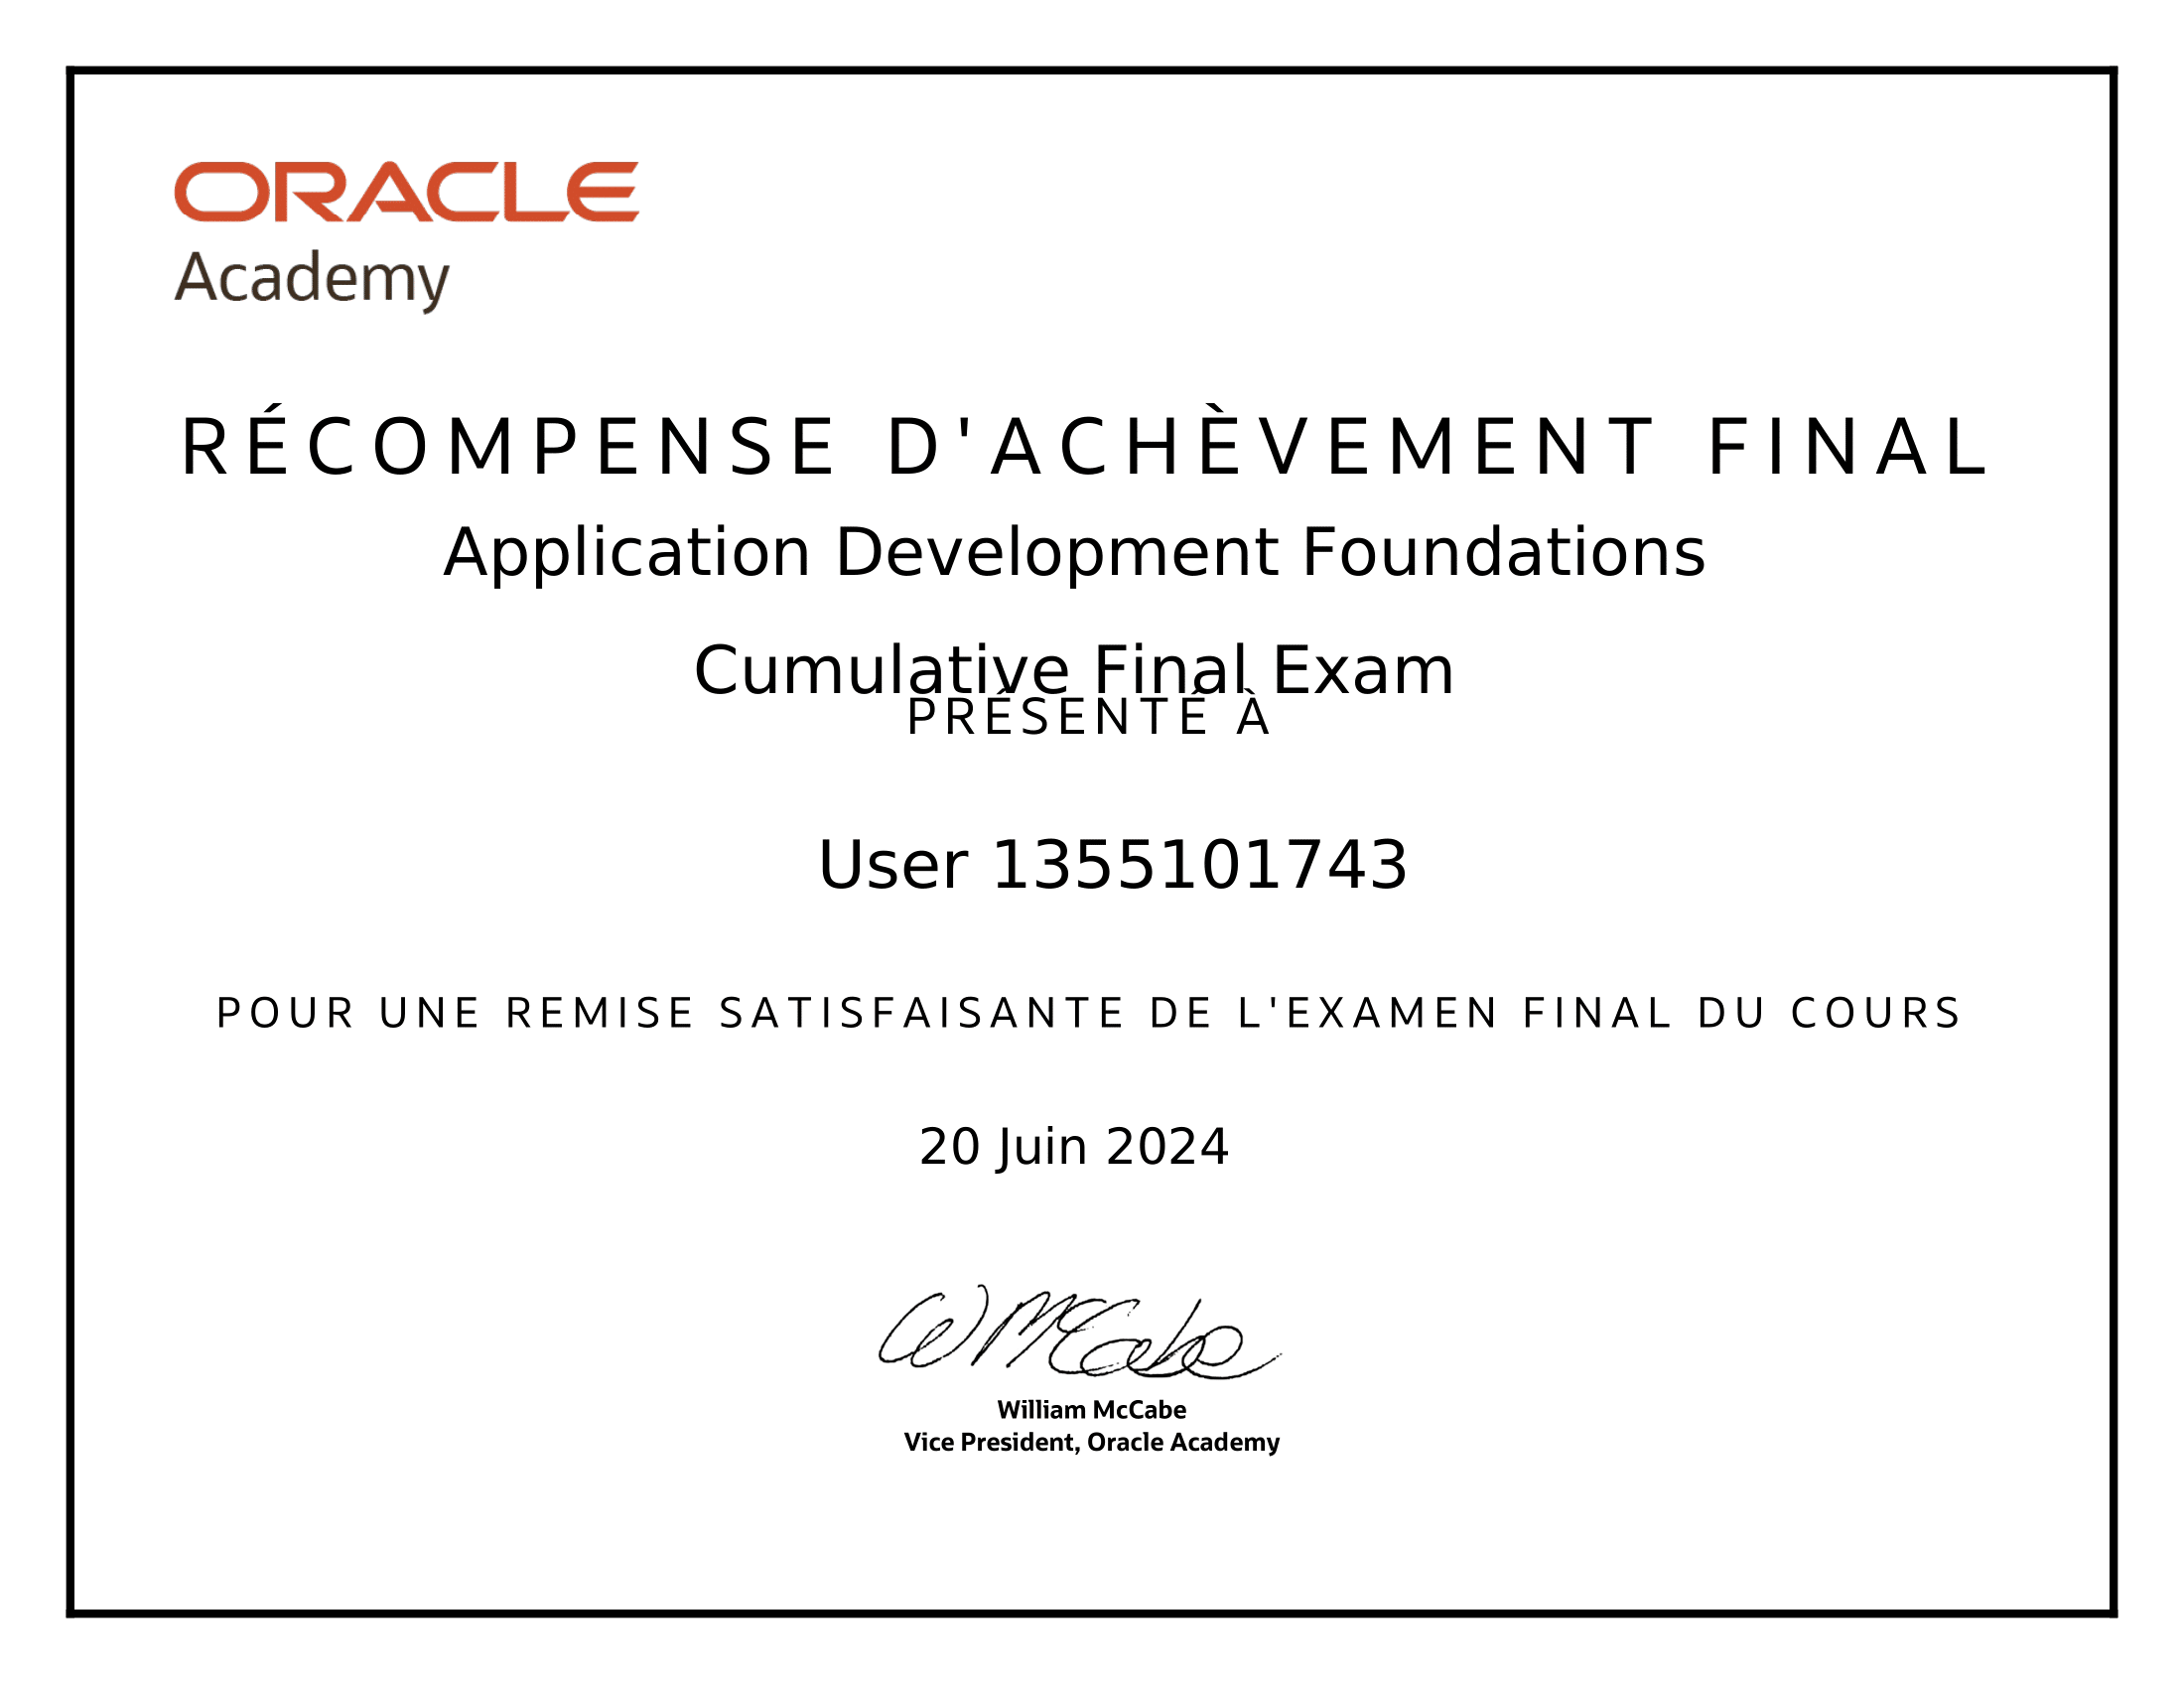 ORACLE
Academy
RÉCOMPENSE D'ACHÈVEMENT FINAL
Application Development Foundations
Cumulative Final Exam
PRÉSENTÉ À
User 1355101743
POUR UNE REMISE SATISFAISANTE DE L'EXAMEN FINAL DU COURS
20 Juin 2024
W McCabe
William McCabe
Vice President, Oracle Academy